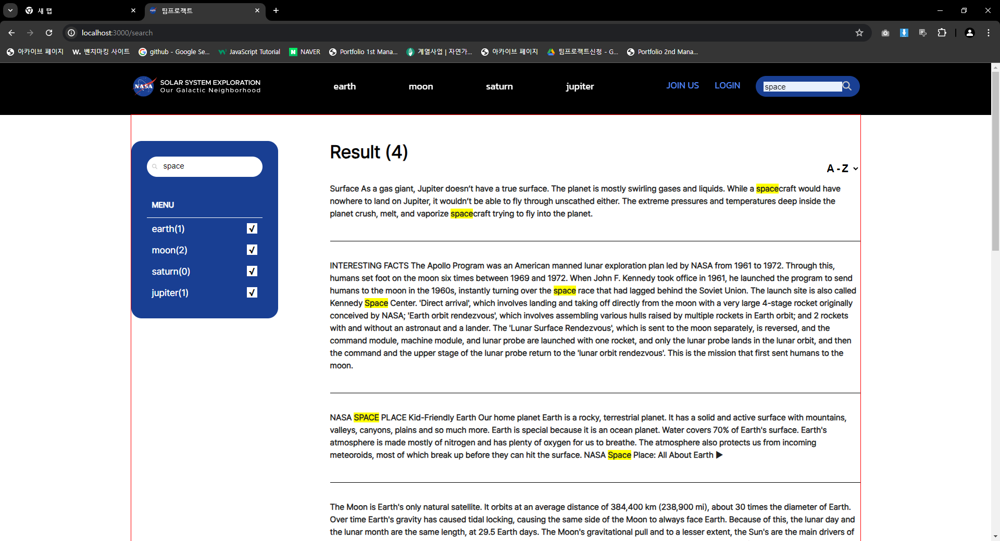 새 탭
팀프로젝트
localhost:3000/search
아카이브 페이지
W. 벤치마킹 사이트
github - Google Se...
JavaScript Tutorial
N NAVER
Portfolio 1st Mana...
계열사업 | 자연가...
아카이브 페이지
팀프로젝트신청 - G...
Portfolio 2nd Mana...
NASA
SOLAR SYSTEM EXPLORATION
Our Galactic Neighborhood
earth
moon
saturn
jupiter
JOIN US
LOGIN
space
space
MENU
earth(1)
moon(2)
saturn(0)
jupiter(1)
Result (4)
A - Z
Surface As a gas giant, Jupiter doesn’t have a true surface. The planet is mostly swirling gases and liquids. While a spacecraft would have
nowhere to land on Jupiter, it wouldn’t be able to fly through unscathed either. The extreme pressures and temperatures deep inside the
planet crush, melt, and vaporize spacecraft trying to fly into the planet.
INTERESTING FACTS The Apollo Program was an American manned lunar exploration plan led by NASA from 1961 to 1972. Through this,
humans set foot on the moon six times between 1969 and 1972. When John F. Kennedy took office in 1961, he launched the program to send
humans to the moon in the 1960s, instantly turning over the space race that had lagged behind the Soviet Union. The launch site is also called
Kennedy Space Center. 'Direct arrival', which involves landing and taking off directly from the moon with a very large 4-stage rocket originally
conceived by NASA; 'Earth orbit rendezvous', which involves assembling various hulls raised by multiple rockets in Earth orbit; and 2 rockets
with and without an astronaut and a lander. The 'Lunar Surface Rendezvous', which is sent to the moon separately, is reversed, and the
command module, machine module, and lunar probe are launched with one rocket, and only the lunar probe lands in the lunar orbit, and then
the command and the upper stage of the lunar probe return to the 'lunar orbit rendezvous'. This is the mission that first sent humans to the
moon.
NASA SPACE PLACE Kid-Friendly Earth Our home planet Earth is a rocky, terrestrial planet. It has a solid and active surface with mountains,
valleys, canyons, plains and so much more. Earth is special because it is an ocean planet. Water covers 70% of Earth's surface. Earth's
atmosphere is made mostly of nitrogen and has plenty of oxygen for us to breathe. The atmosphere also protects us from incoming
meteoroids, most of which break up before they can hit the surface. NASA Space Place: All About Earth ▶
The Moon is Earth's only natural satellite. It orbits at an average distance of 384,400 km (238,900 mi), about 30 times the diameter of Earth.
Over time Earth's gravity has caused tidal locking, causing the same side of the Moon to always face Earth. Because of this, the lunar day and
the lunar month are the same length, at 29.5 Earth days. The Moon's gravitational pull and to a lesser extent, the Sun's are the main drivers of